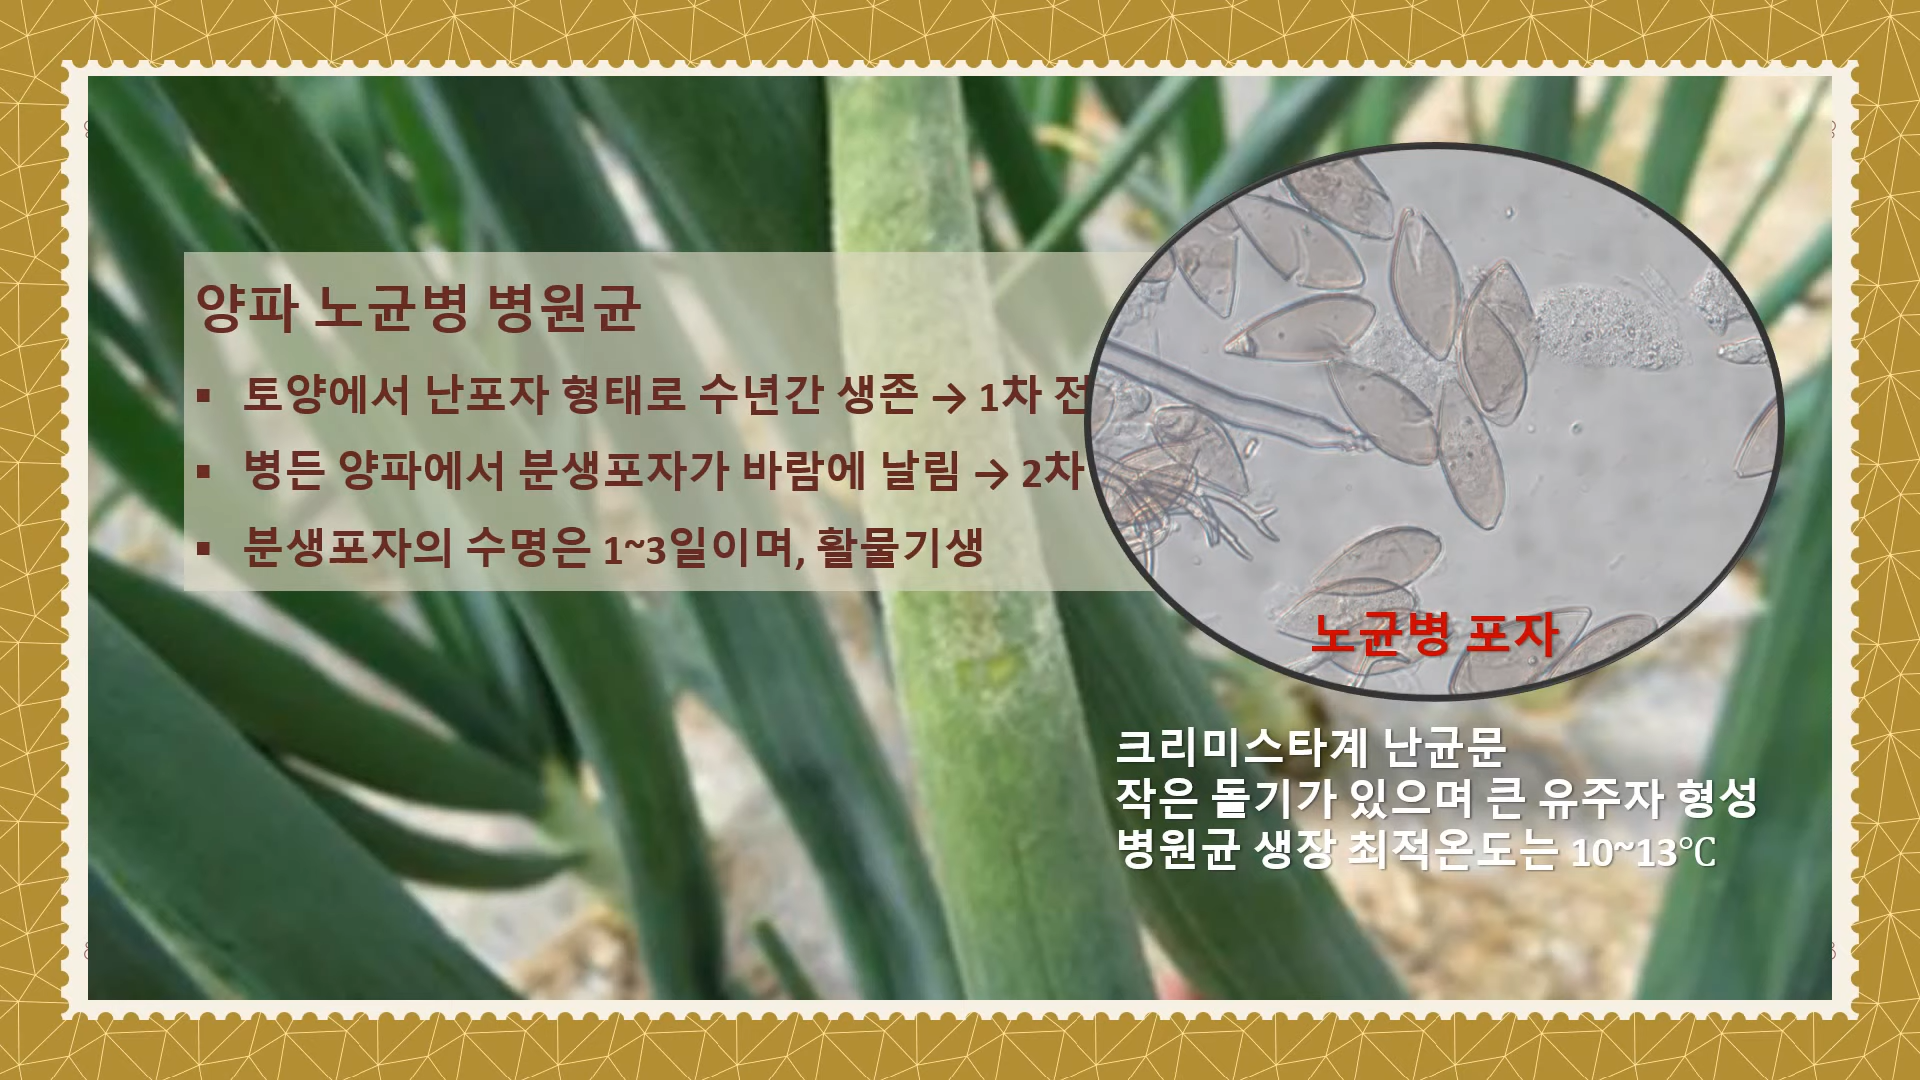 양파 노균병 병원균
▪ 토양에서 난포자 형태로 수년간 생존 → 1차 전
▪ 병든 양파에서 분생포자가 바람에 날림 → 2차
▪ 분생포자의 수명은 1~3일이며, 활물기생
노균병 포자
크리미스타계 난균문
작은 돌기가 있으며 큰 유주자 형성
병원균 생장 최적온도는 10~13℃